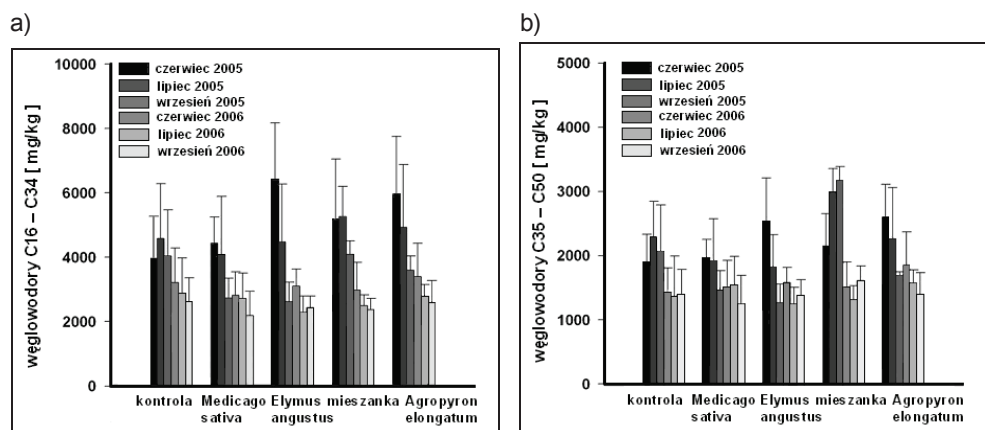 a)
węglowodory C16 – C34 [ mg/kg]
10000
8000
6000
4000
2000
0
czerwiec 2005
lipiec 2005
wrzesień 2005
czerwiec 2006
lipiec 2006
wrzesień 2006
kontrola Medicago Elymus mieszanka Agropyron
sativa angustus elongatum
b)
węglowodory C35 – C50 [ mg/kg]
5000
4000
3000
2000
1000
0
czerwiec 2005
lipiec 2005
wrzesień 2005
czerwiec 2006
lipiec 2006
wrzesień 2006
kontrola Medicago Elymus mieszanka Agropyron
sativa angustus elongatum